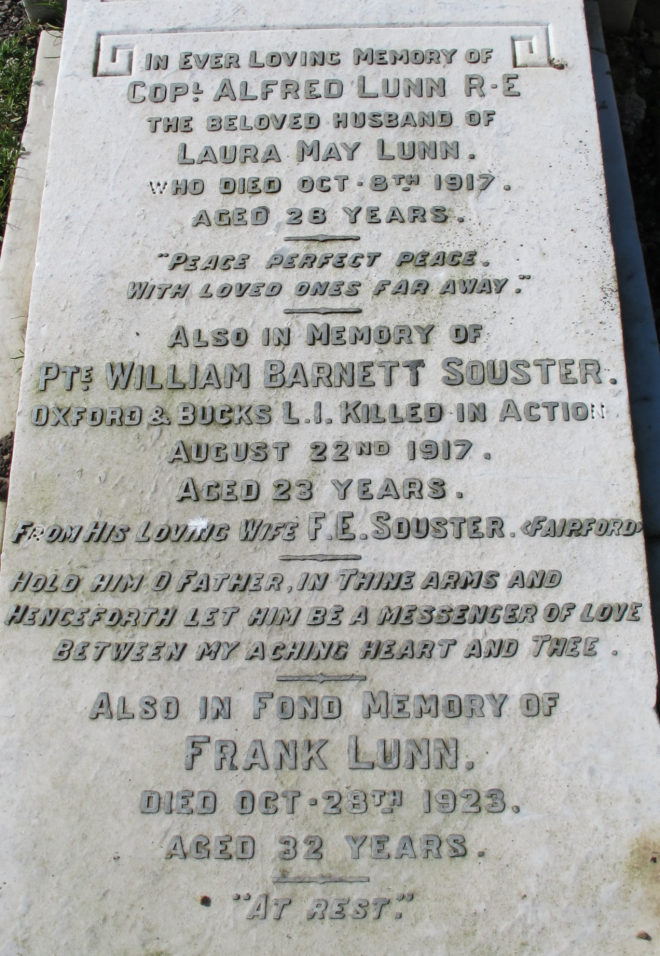 In Ever Loving Memory of
Copl Alfred Lunn R·E
the beloved husband of
Laura May Lunn.
who died Oct·8th 1917.
aged 28 years.
"Peace perfect peace.
With loved ones far away."
Also in Memory of
Pte William Barnett Souster.
Oxford & Bucks L.I. Killed in Action
August 22nd 1917.
Aged 23 years.
From His Loving Wife F.E. Souster. (Fairford)
Hold him O Father, in Thine arms and
Henceforth let him be a messenger of love
Between my aching heart and Thee.
Also in Fond Memory of
Frank Lunn.
died Oct·28th 1923.
aged 32 years.
"At rest."